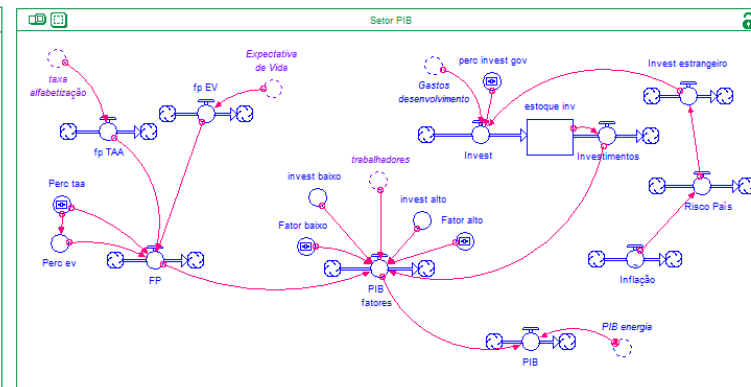 Setor PIB
taxa
alfabetização
fp EV
Expectativa
de Vida
fp TAA
Perc taa
Perc ev
FP
invest baixo
trabalhadores
invest alto
Fator baixo
Fator alto
PIB
fatores
Gastos
desenvolvimento
perc invest gov
Invest
estoque inv
Investimentos
Invest estrangeiro
Risco País
Inflação
PIB
PIB energia